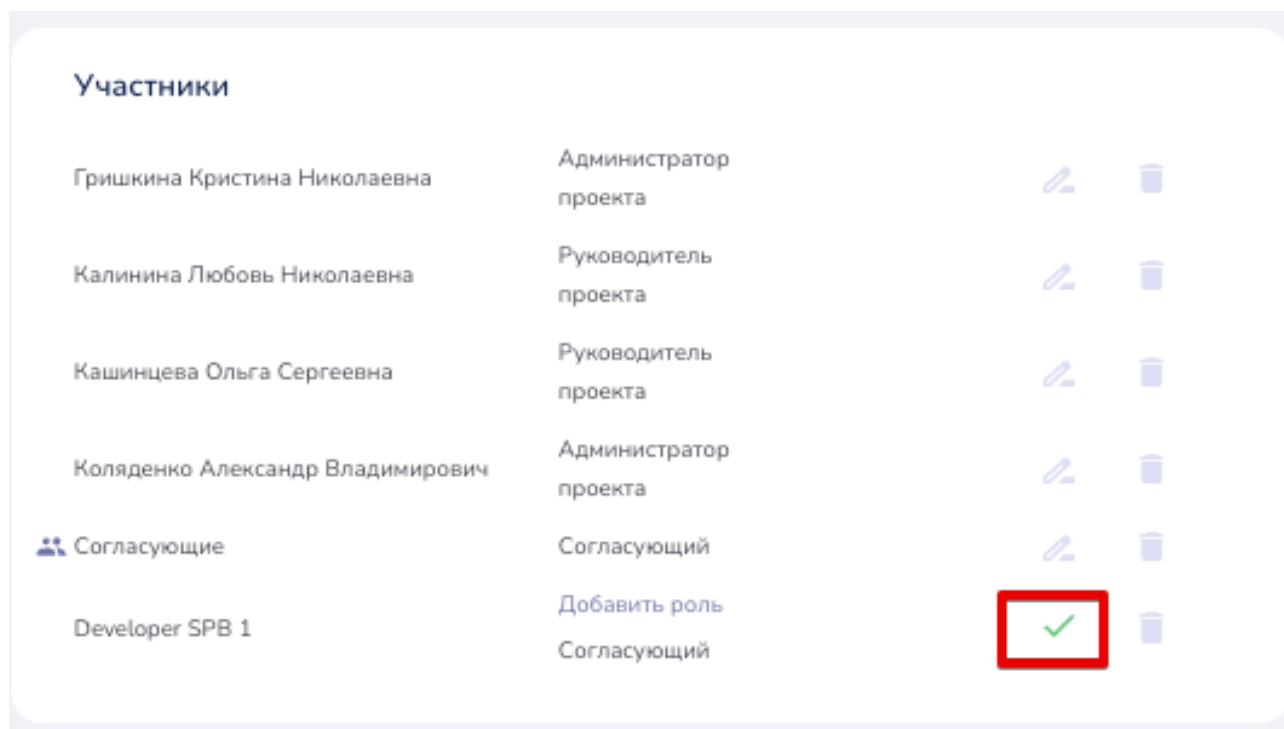 Участники
Гришкина Кристина Николаевна
Администратор
проекта
Калинина Любовь Николаевна
Руководитель
проекта
Кашинцева Ольга Сергеевна
Руководитель
проекта
Коляденко Александр Владимирович
Администратор
проекта
Согласующие
Согласующий
Developer SPB 1
Добавить роль
Согласующий